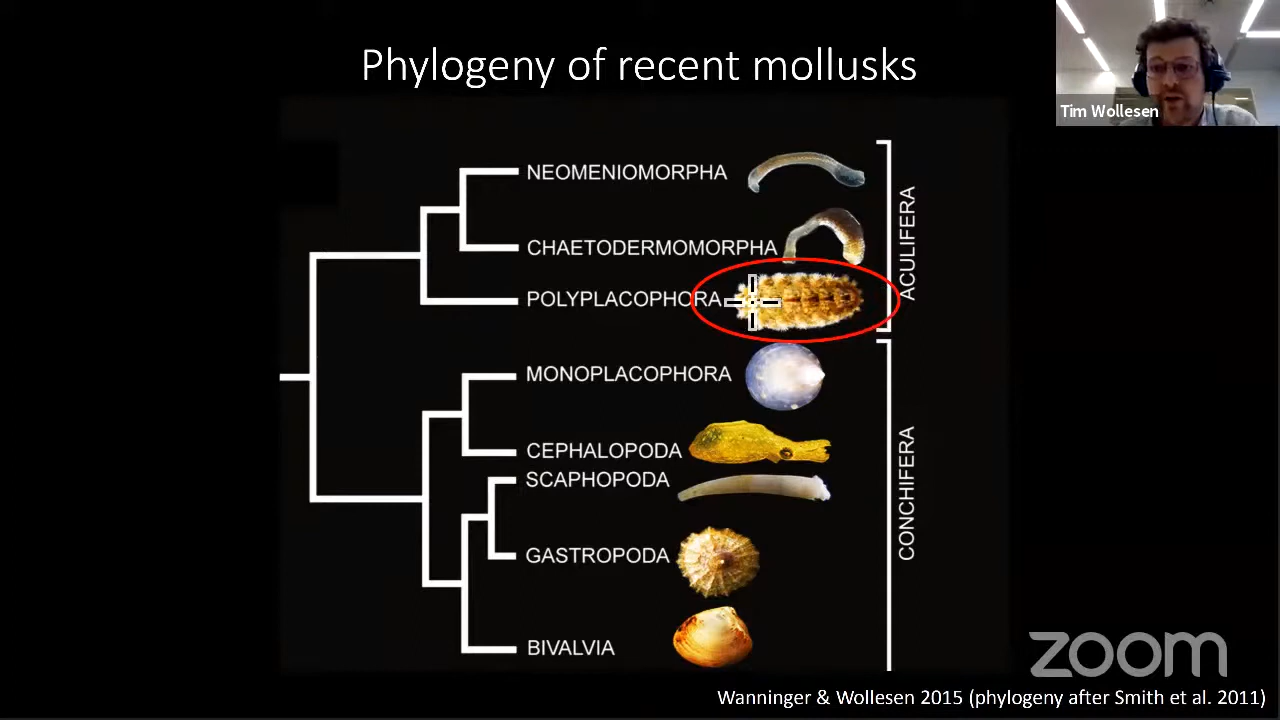 Phylogeny of recent mollusks
Tim Wollesen
NEOMENIOMORPHA
CHAETODERMOMORPHA
POLYPLACOPHORA
ACULIFERA
MONOPLACOPHORA
CEPHALOPODA
SCAPHOPODA
GASTROPODA
BIVALVIA
CONCHIFERA
zoom
Wanninger & Wollesen 2015 (phylogeny after Smith et al. 2011)